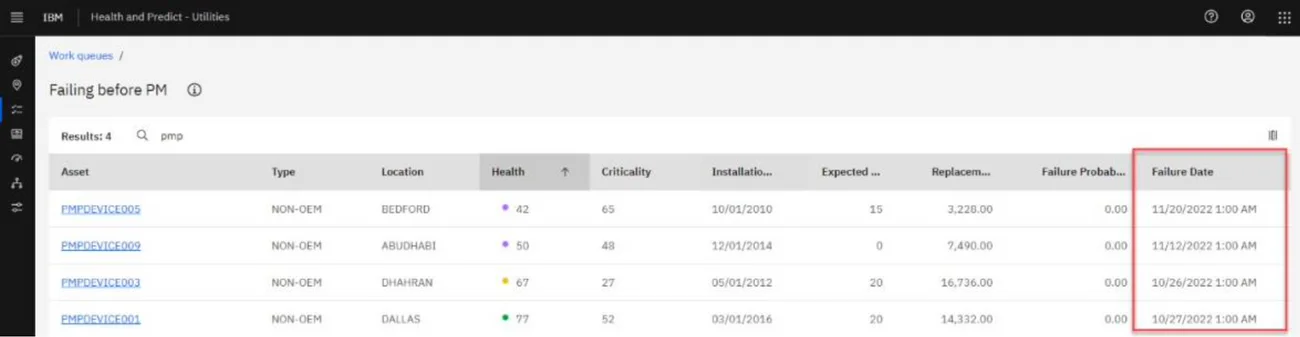 IBM Health and Predict - Utilities
Work queues /
Failing before PM
Results: 4 pmp
Asset Type Location Health Criticality Installatio... Expected ... Replacem... Failure Probab... Failure Date
PMPDEVICE005 NON-OEM BEDFORD 42 65 10/01/2010 15 3,228.00 0.00 11/20/2022 1:00 AM
PMPDEVICE009 NON-OEM ABUDHABI 50 48 12/01/2014 0 7,490.00 0.00 11/12/2022 1:00 AM
PMPDEVICE003 NON-OEM DHAHRAN 67 27 05/01/2012 20 16,736.00 0.00 10/26/2022 1:00 AM
PMPDEVICE001 NON-OEM DALLAS 77 52 03/01/2016 20 14,332.00 0.00 10/27/2022 1:00 AM